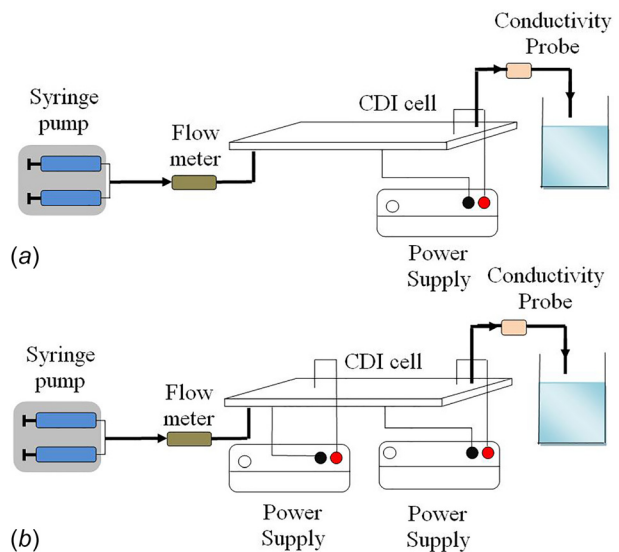 Conductivity
Probe
CDI cell
Syringe
pump
Flow
meter
Power
Supply
(a)
Conductivity
Probe
CDI cell
Syringe
pump
Flow
meter
Power
Supply
Power
Supply
(b)